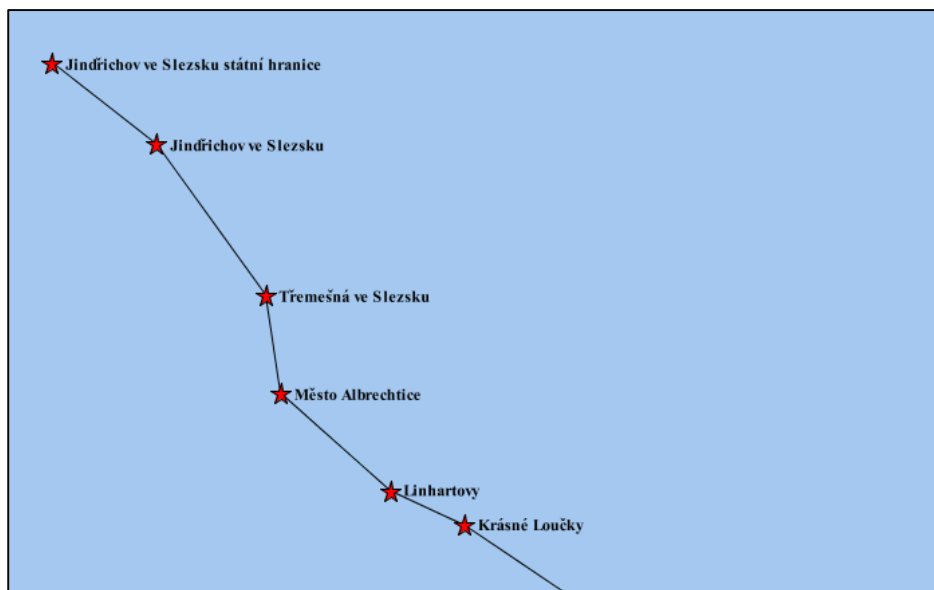 Jindřichov ve Slezsku státní hranice
Jindřichov ve Slezsku
Třemešná ve Slezsku
Město Albrechtice
Linhartovy
Krásné Loučky